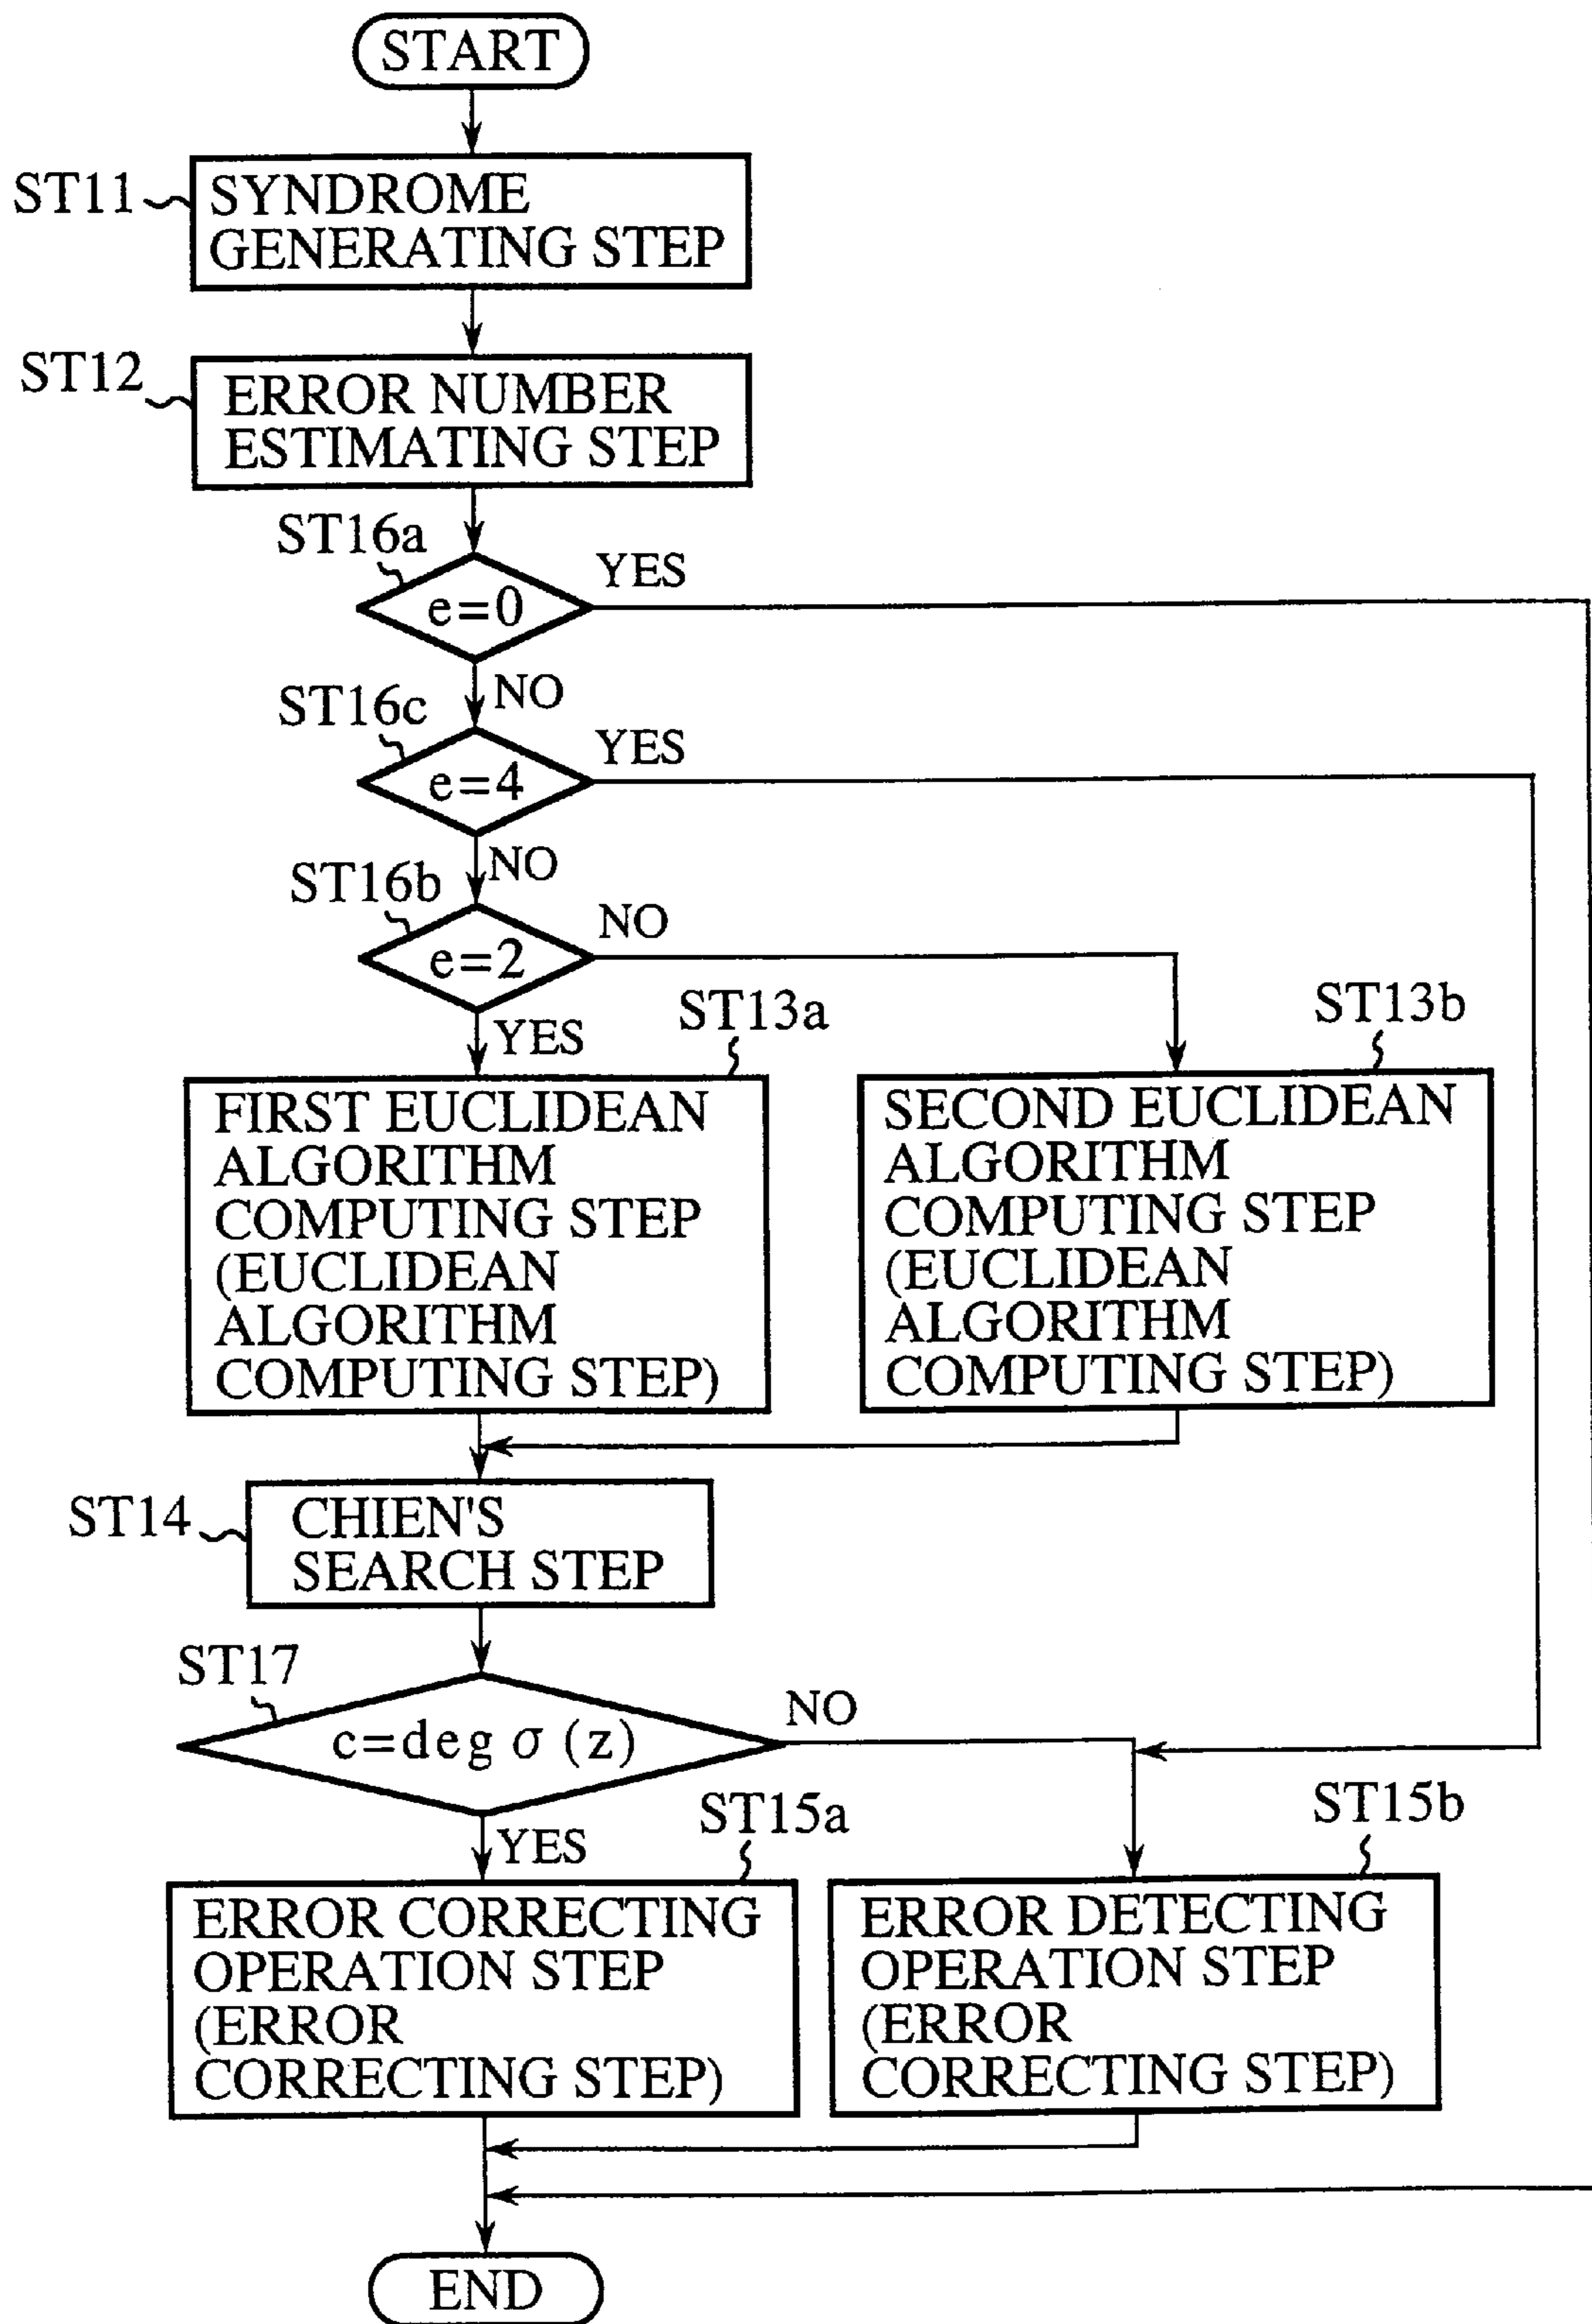 START
ST11
SYNDROME
GENERATING STEP
ST12
ERROR NUMBER
ESTIMATING STEP
ST16a
YES
e=0
NO
ST16c
YES
e=4
NO
ST16b
NO
e=2
YES
ST13a
ST13b
FIRST EUCLIDEAN
ALGORITHM
COMPUTING STEP
(EUCLIDEAN
ALGORITHM
COMPUTING STEP)
SECOND EUCLIDEAN
ALGORITHM
COMPUTING STEP
(EUCLIDEAN
ALGORITHM
COMPUTING STEP)
ST14
CHIEN'S
SEARCH STEP
ST17
NO
c=deg σ (z)
YES
ST15a
ST15b
ERROR CORRECTING
OPERATION STEP
(ERROR
CORRECTING STEP)
ERROR DETECTING
OPERATION STEP
(ERROR
CORRECTING STEP)
END